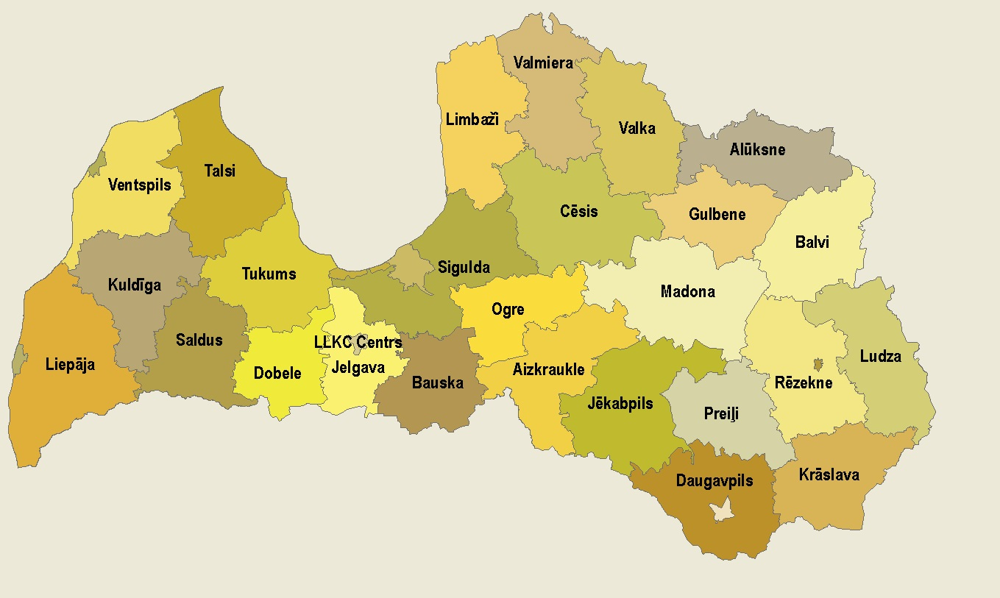 Valmiera
Limbaži
Valka
Alūksne
Talsi
Ventspils
Cēsis
Gulbene
Balvi
Sigulda
Tukums
Kuldīga
Madona
Ogre
Saldus
LLKC Centrs
Jelgava
Ludza
Liepāja
Dobele
Aizkraukle
Bauska
Rēzekne
Jēkabpils
Preiļi
Krāslava
Daugavpils